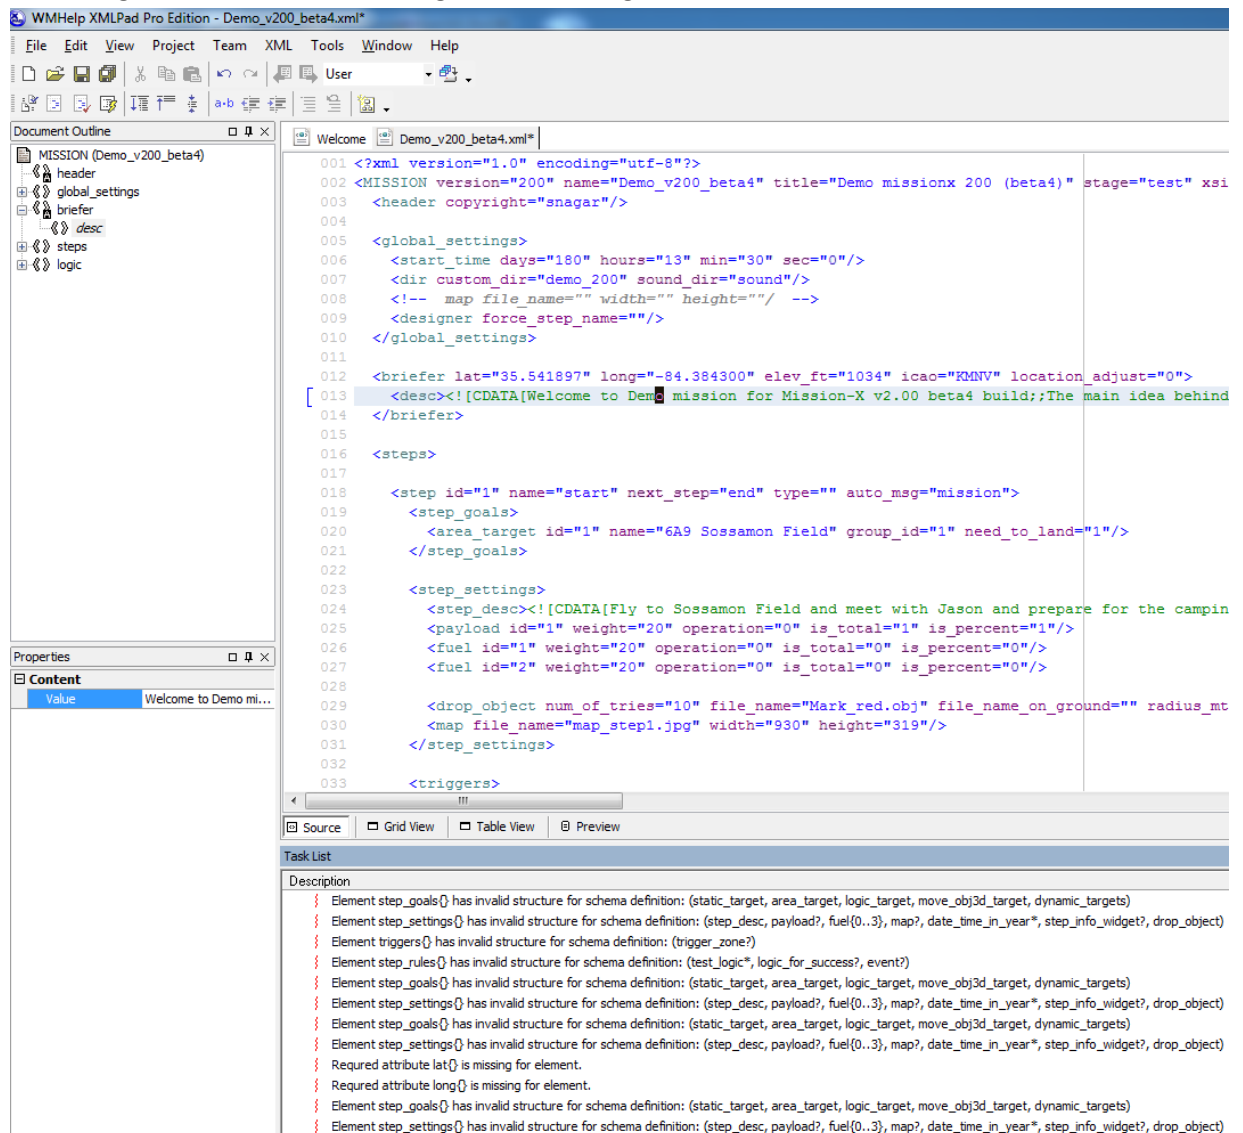 WMHelp XMLPad Pro Edition - Demo_v200_beta4.xml*
File Edit View Project Team XML Tools Window Help
User
a•b
Document Outline
MISSION (Demo_v200_beta4)
header
global_settings
briefer
desc
steps
logic
Properties
Content
Value Welcome to Demo mi...
Welcome Demo_v200_beta4.xml*
001 <?xml version="1.0" encoding="utf-8"?>
002 <MISSION version="200" name="Demo_v200_beta4" title="Demo missionx 200 (beta4)" stage="test" xsi
003 <header copyright="snagar"/>
004
005 <global_settings>
006 <start_time days="180" hours="13" min="30" sec="0"/>
007 <dir custom_dir="demo_200" sound_dir="sound"/>
008 <!-- map file_name="" width="" height=""/ -->
009 <designer force_step_name=""/>
010 </global_settings>
011
012 <briefer lat="35.541897" long="-84.384300" elev_ft="1034" icao="KMNV" location_adjust="0">
013 <desc><![CDATA[Welcome to Demo mission for Mission-X v2.00 beta4 build;;The main idea behind
014 </briefer>
015
016 <steps>
017
018 <step id="1" name="start" next_step="end" type="" auto_msg="mission">
019 <step_goals>
020 <area_target id="1" name="6A9 Sossamon Field" group_id="1" need_to_land="1"/>
021 </step_goals>
022
023 <step_settings>
024 <step_desc><![CDATA[Fly to Sossamon Field and meet with Jason and prepare for the campin
025 <payload id="1" weight="20" operation="0" is_total="1" is_percent="1"/>
026 <fuel id="1" weight="20" operation="0" is_total="0" is_percent="0"/>
027 <fuel id="2" weight="20" operation="0" is_total="0" is_percent="0"/>
028
029 <drop_object num_of_tries="10" file_name="Mark_red.obj" file_name_on_ground="" radius_mt
030 <map file_name="map_step1.jpg" width="930" height="319"/>
031 </step_settings>
032
033 <triggers>
Source Grid View Table View Preview
Task List
Description
Element step_goals{} has invalid structure for schema definition: (static_target, area_target, logic_target, move_obj3d_target, dynamic_targets)
Element step_settings{} has invalid structure for schema definition: (step_desc, payload?, fuel{0..3}, map?, date_time_in_year*, step_info_widget?, drop_object)
Element triggers{} has invalid structure for schema definition: (trigger_zone?)
Element step_rules{} has invalid structure for schema definition: (test_logic*, logic_for_success?, event?)
Element step_goals{} has invalid structure for schema definition: (static_target, area_target, logic_target, move_obj3d_target, dynamic_targets)
Element step_settings{} has invalid structure for schema definition: (step_desc, payload?, fuel{0..3}, map?, date_time_in_year*, step_info_widget?, drop_object)
Element step_goals{} has invalid structure for schema definition: (static_target, area_target, logic_target, move_obj3d_target, dynamic_targets)
Element step_settings{} has invalid structure for schema definition: (step_desc, payload?, fuel{0..3}, map?, date_time_in_year*, step_info_widget?, drop_object)
Requred attribute lat{} is missing for element.
Requred attribute long{} is missing for element.
Element step_goals{} has invalid structure for schema definition: (static_target, area_target, logic_target, move_obj3d_target, dynamic_targets)
Element step_settings{} has invalid structure for schema definition: (step_desc, payload?, fuel{0..3}, map?, date_time_in_year*, step_info_widget?, drop_object)